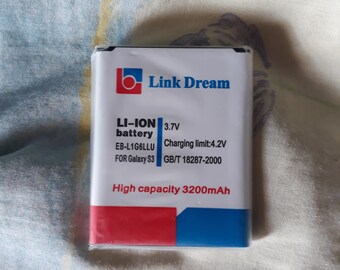 Link Dream
LI-ION
battery
EB-L1G6LLU
FOR Galaxy S3
3.7V
Charging limit:4.2V
GB/T 18287-2000
High capacity 3200mAh